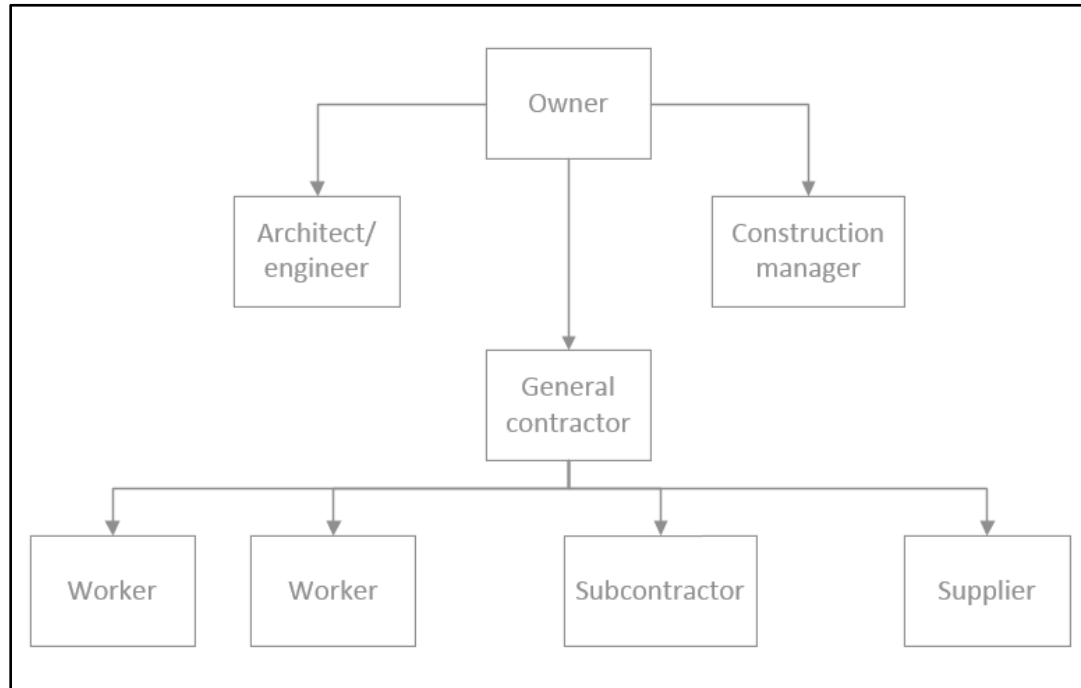 Owner
Architect/
engineer
Construction
manager
General
contractor
Worker
Worker
Subcontractor
Supplier